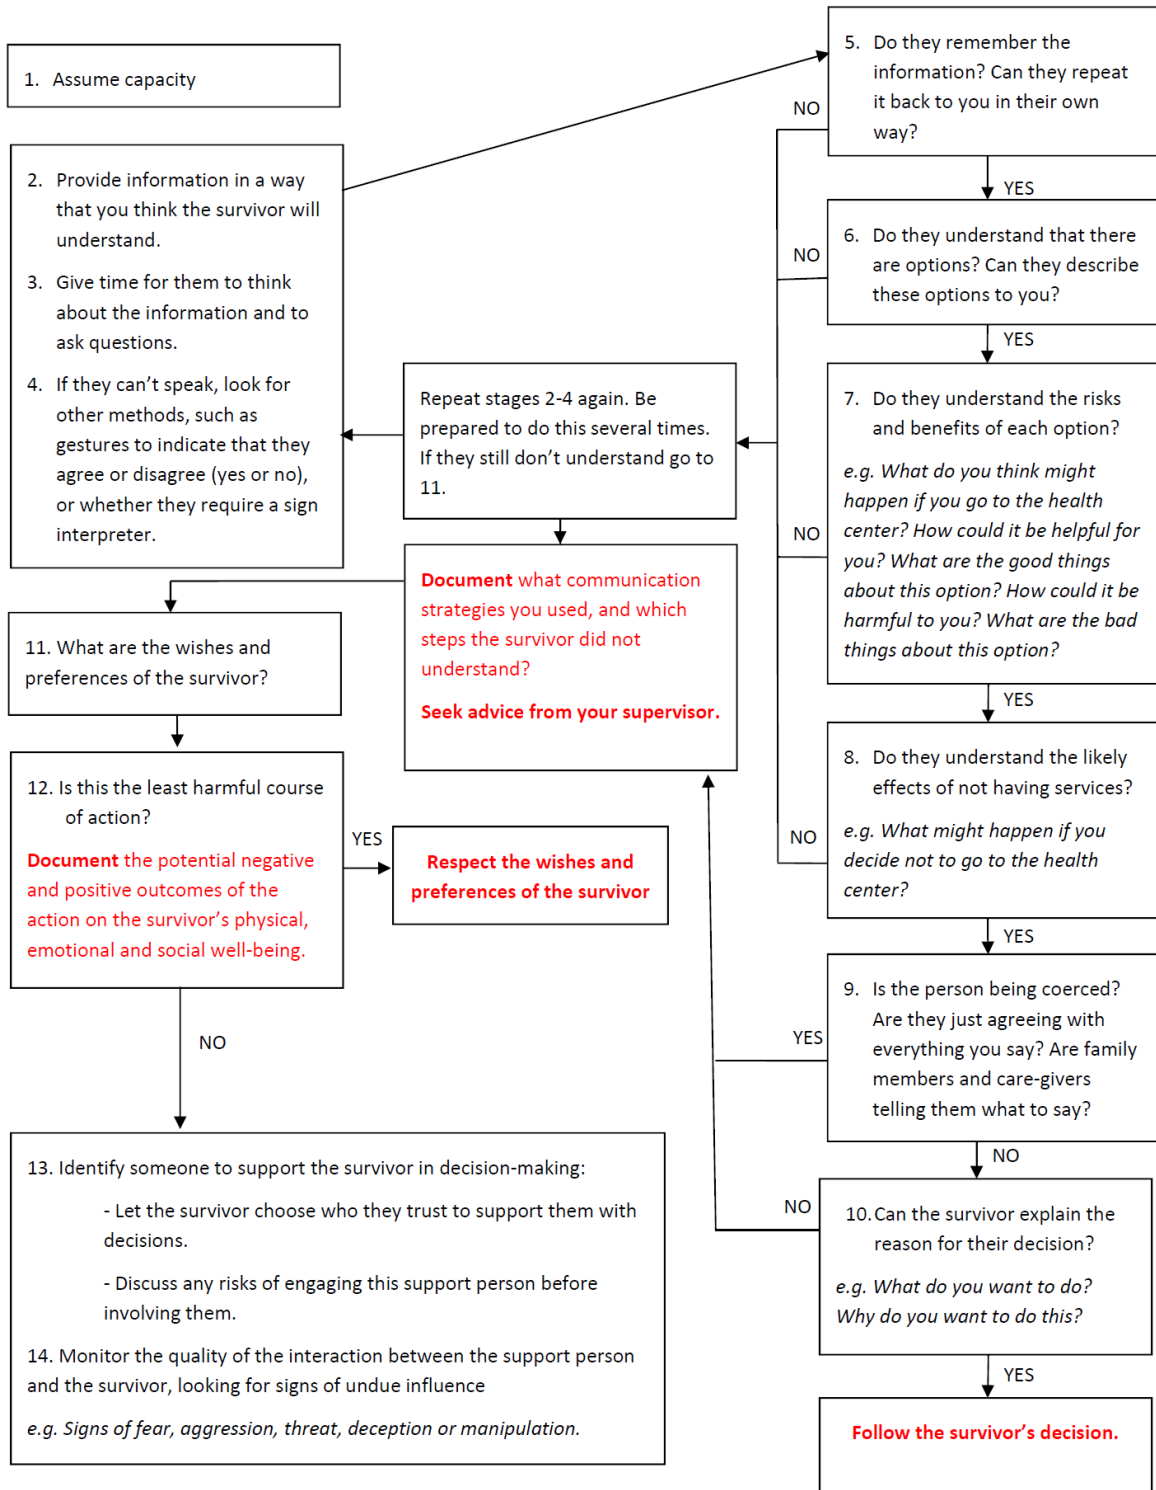 1. Assume capacity
2. Provide information in a way
that you think the survivor will
understand.
3. Give time for them to think
about the information and to
ask questions.
4. If they can’t speak, look for
other methods, such as
gestures to indicate that they
agree or disagree (yes or no),
or whether they require a sign
interpreter.
5. Do they remember the
information? Can they repeat
it back to you in their own
way?
NO
YES
6. Do they understand that there
are options? Can they describe
these options to you?
NO
YES
7. Do they understand the risks
and benefits of each option?
e.g. What do you think might
happen if you go to the health
center? How could it be helpful for
you? What are the good things
about this option? How could it be
harmful to you? What are the bad
things about this option?
NO
YES
8. Do they understand the likely
effects of not having services?
e.g. What might happen if you
decide not to go to the health
center?
NO
YES
9. Is the person being coerced?
Are they just agreeing with
everything you say? Are family
members and care-givers
telling them what to say?
YES
NO
10. Can the survivor explain the
reason for their decision?
e.g. What do you want to do?
Why do you want to do this?
NO
YES
Follow the survivor’s decision.
Repeat stages 2-4 again. Be
prepared to do this several times.
If they still don’t understand go to
11.
Document what communication
strategies you used, and which
steps the survivor did not
understand?
Seek advice from your supervisor.
11. What are the wishes and
preferences of the survivor?
12. Is this the least harmful course
of action?
Document the potential negative
and positive outcomes of the
action on the survivor’s physical,
emotional and social well-being.
YES
Respect the wishes and
preferences of the survivor
NO
13. Identify someone to support the survivor in decision-making:
- Let the survivor choose who they trust to support them with
decisions.
- Discuss any risks of engaging this support person before
involving them.
14. Monitor the quality of the interaction between the support person
and the survivor, looking for signs of undue influence
e.g. Signs of fear, aggression, threat, deception or manipulation.